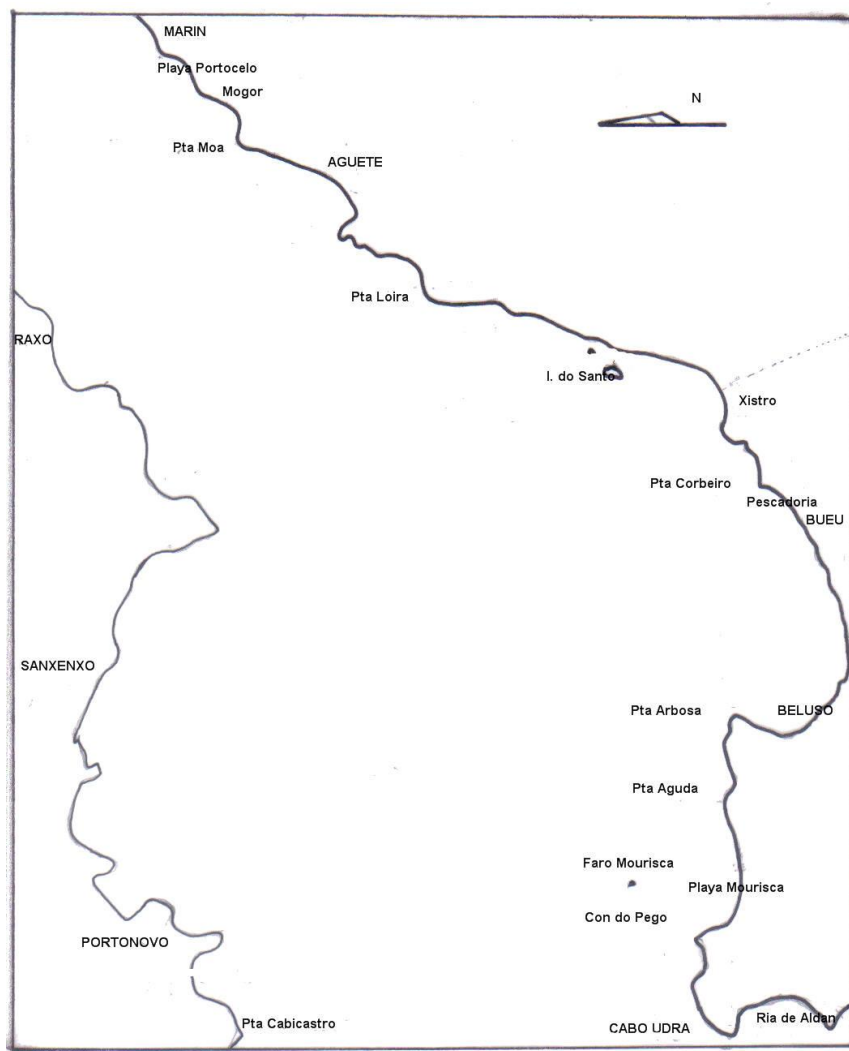 MARIN
Playa Portocelo
Mogor
N
Pta Moa
AGUETE
Pta Loira
RAXO
I. do Santo
Xistro
Pta Corbeiro
Pescadoria
BUEU
SANXENXO
Pta Arbosa
BELUSO
Pta Aguda
Faro Mourisca
Playa Mourisca
Con do Pego
PORTONOVO
Pta Cabicastro
CABO UDRA
Ria de Aldan